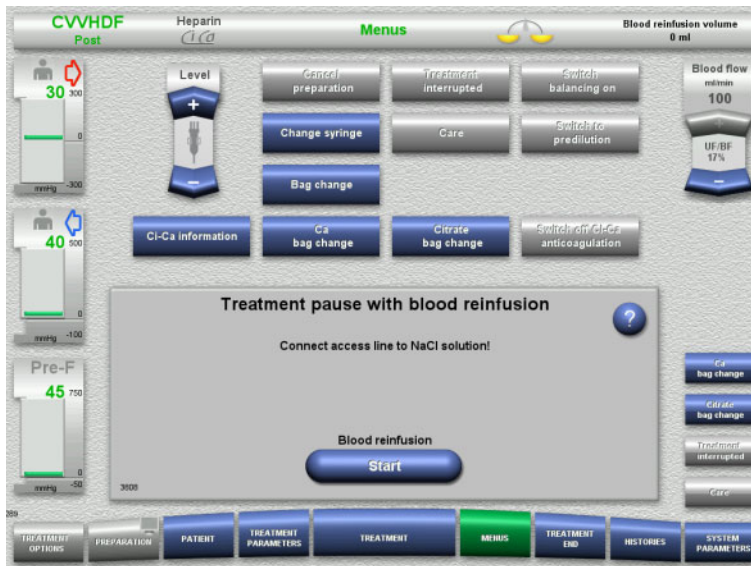 CVVHDF
Post
Heparin
Ci Ca
Menus
Blood reinfusion volume
0 ml
30
300
0
-300
mmHg
40
500
0
-100
mmHg
Pre-F
45
750
0
-50
mmHg
Level
+
−
Cancel
preparation
Treatment
interrupted
Switch
balancing on
Change syringe
Care
Switch to
predilution
Bag change
Ci-Ca information
Ca
bag change
Citrate
bag change
Switch off Ci-Ca
anticoagulation
Blood flow
ml/min
100
+
UF/BF
17%
−
Treatment pause with blood reinfusion
?
Connect access line to NaCl solution!
Blood reinfusion
Start
3608
Ca
bag change
Citrate
bag change
Treatment
interrupted
Care
289
TREATMENT
OPTIONS
PREPARATION
PATIENT
TREATMENT
PARAMETERS
TREATMENT
MENUS
TREATMENT
END
HISTORIES
SYSTEM
PARAMETERS